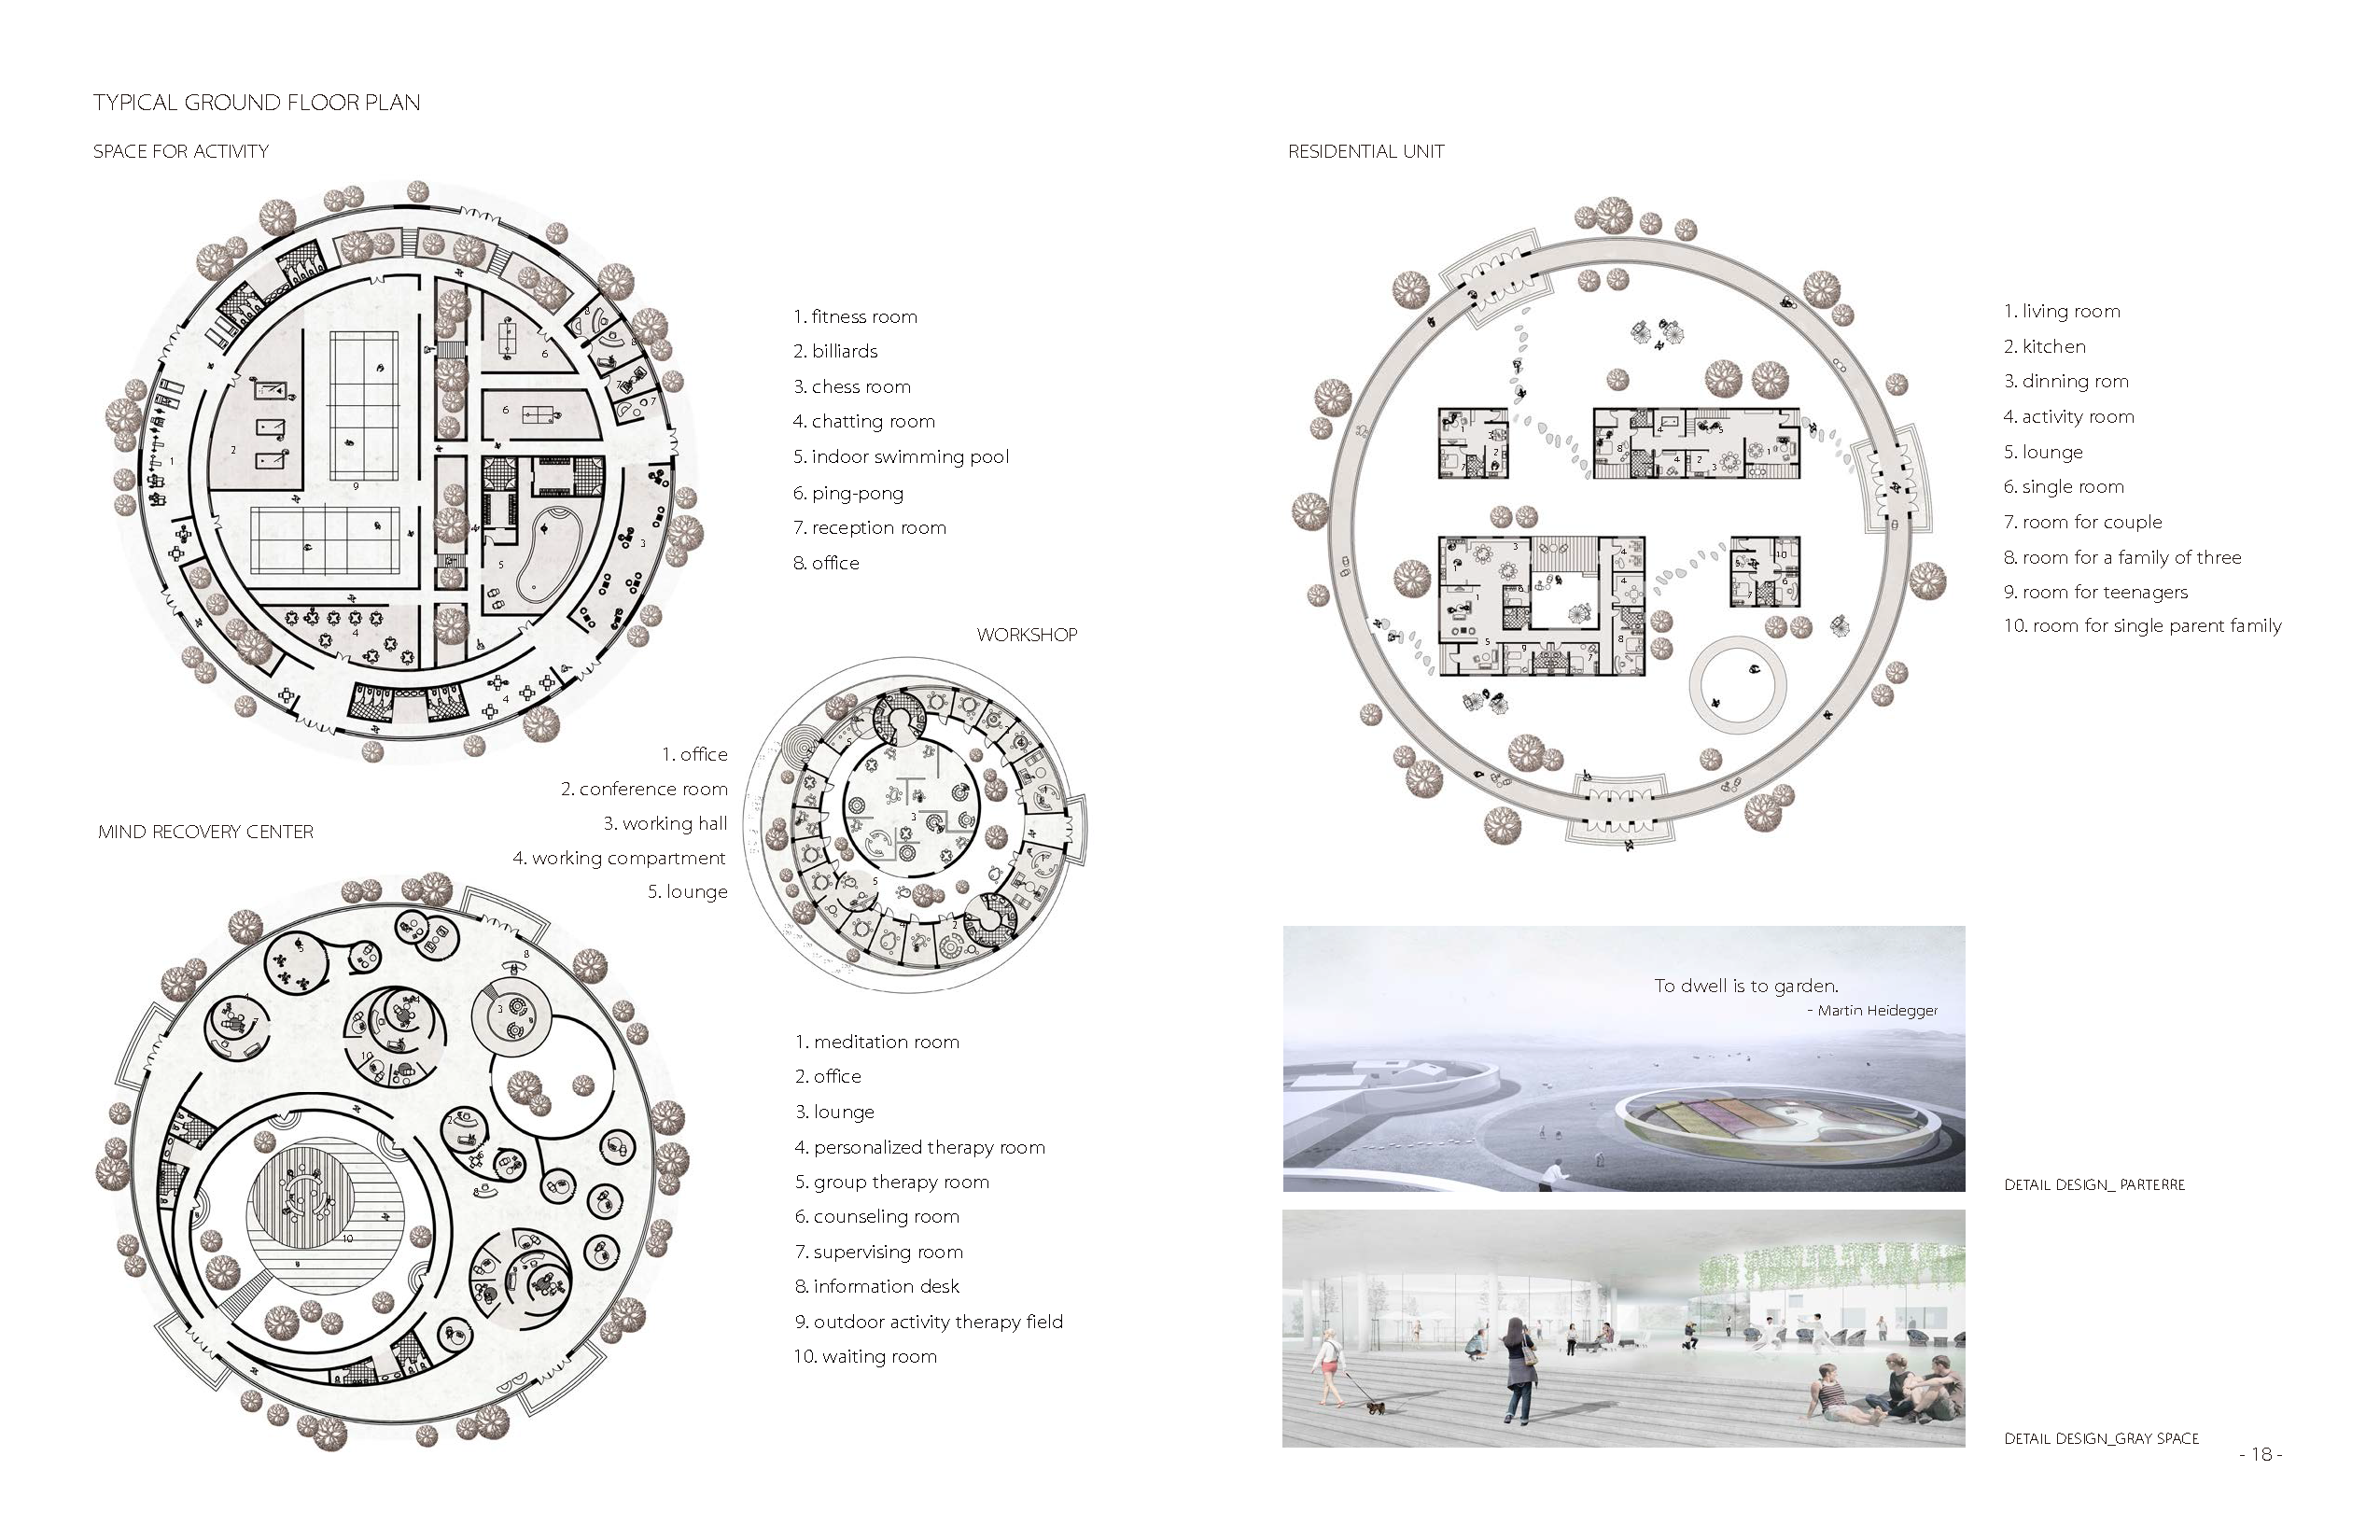 TYPICAL GROUND FLOOR PLAN
SPACE FOR ACTIVITY
1. fitness room
2. billiards
3. chess room
4. chatting room
5. indoor swimming pool
6. ping-pong
7. reception room
8. office
WORKSHOP
1. office
2. conference room
3. working hall
4. working compartment
5. lounge
MIND RECOVERY CENTER
1. meditation room
2. office
3. lounge
4. personalized therapy room
5. group therapy room
6. counseling room
7. supervising room
8. information desk
9. outdoor activity therapy field
10. waiting room
RESIDENTIAL UNIT
1. living room
2. kitchen
3. dinning rom
4. activity room
5. lounge
6. single room
7. room for couple
8. room for a family of three
9. room for teenagers
10. room for single parent family
To dwell is to garden.
- Martin Heidegger
DETAIL DESIGN_ PARTERRE
DETAIL DESIGN_GRAY SPACE
- 18 -